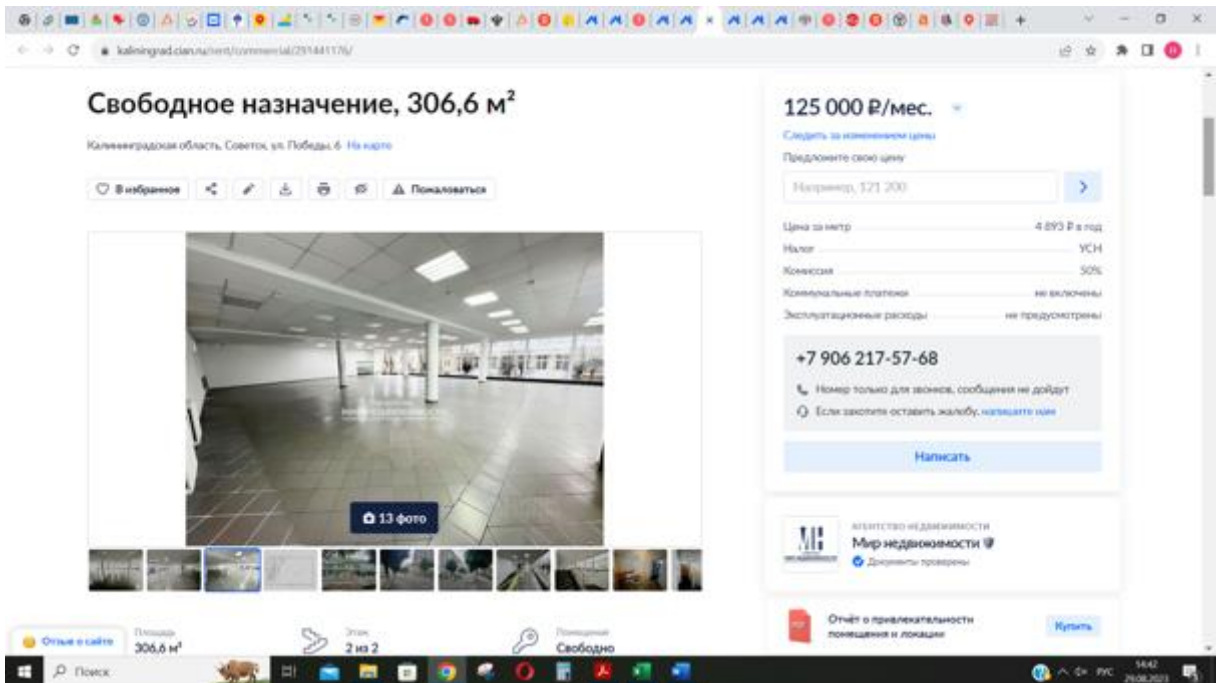 kaliningrad.cian.ru/rent/commercial/291441176/
Свободное назначение, 306,6 м²
Калининградская область, Советск, ул. Победы, 6 На карте
В избранное
Пожаловаться
13 фото
Отзыв о сайте
Площадь
306,6 м²
Этаж
2 из 2
Помещение
Свободно
125 000 ₽/мес.
Следить за изменением цены
Предложите свою цену
Например, 121 200
Цена за метр 4 893 ₽ в год
Налог УСН
Комиссия 50%
Коммунальные платежи не включены
Эксплуатационные расходы не предусмотрены
+7 906 217-57-68
Номер только для звонков, сообщения не дойдут
Если захотите оставить жалобу, напишите нам
Написать
АГЕНТСТВО НЕДВИЖИМОСТИ
Мир недвижимости
Документы проверены
Отчёт о привлекательности
помещения и локации
Купить
Поиск
РУС
14:42
29.08.2023